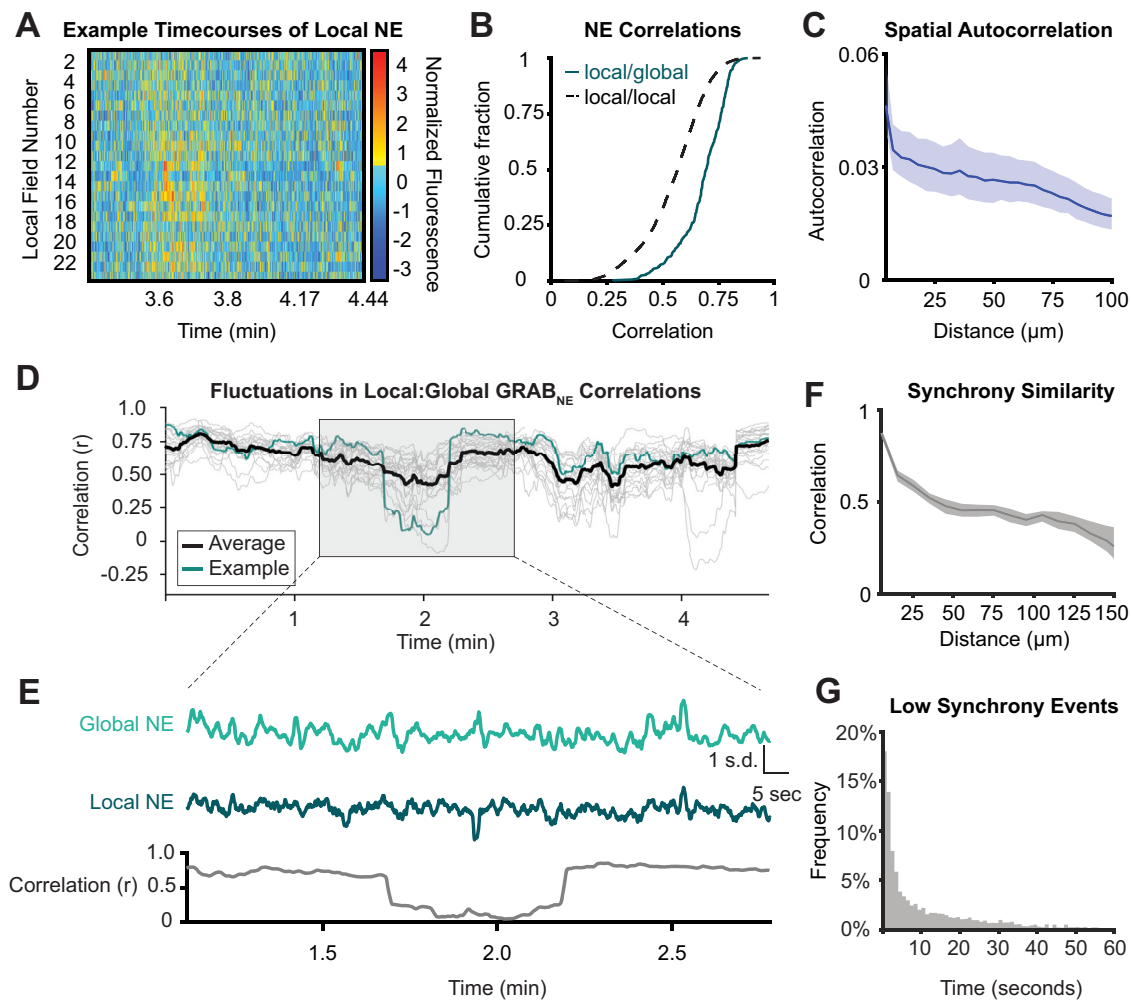 A
Example Timecourses of Local NE
Local Field Number
2
4
6
8
10
12
14
16
18
20
22
3.6
3.8
4.17
4.44
Time (min)
4
3
2
1
0
-1
-2
-3
Normalized Fluorescence
B
NE Correlations
local/global
local/local
Cumulative fraction
1
0.75
0.5
0.25
0
0
0.25
0.5
0.75
1
Correlation
C
Spatial Autocorrelation
Autocorrelation
0.06
0.03
0
25
50
75
100
Distance (µm)
D
Fluctuations in Local:Global GRABNE Correlations
Correlation (r)
1.0
0.75
0.50
0
-0.25
Average
Example
1
2
3
4
Time (min)
E
Global NE
1 s.d.
5 sec
Local NE
Correlation (r)
1.0
0.5
0
1.5
2.0
2.5
Time (min)
F
Synchrony Similarity
Correlation
1
0.5
0
25
50
75
100
125
150
Distance (µm)
G
Low Synchrony Events
Frequency
20%
15%
10%
5%
0%
10
20
30
40
50
60
Time (seconds)